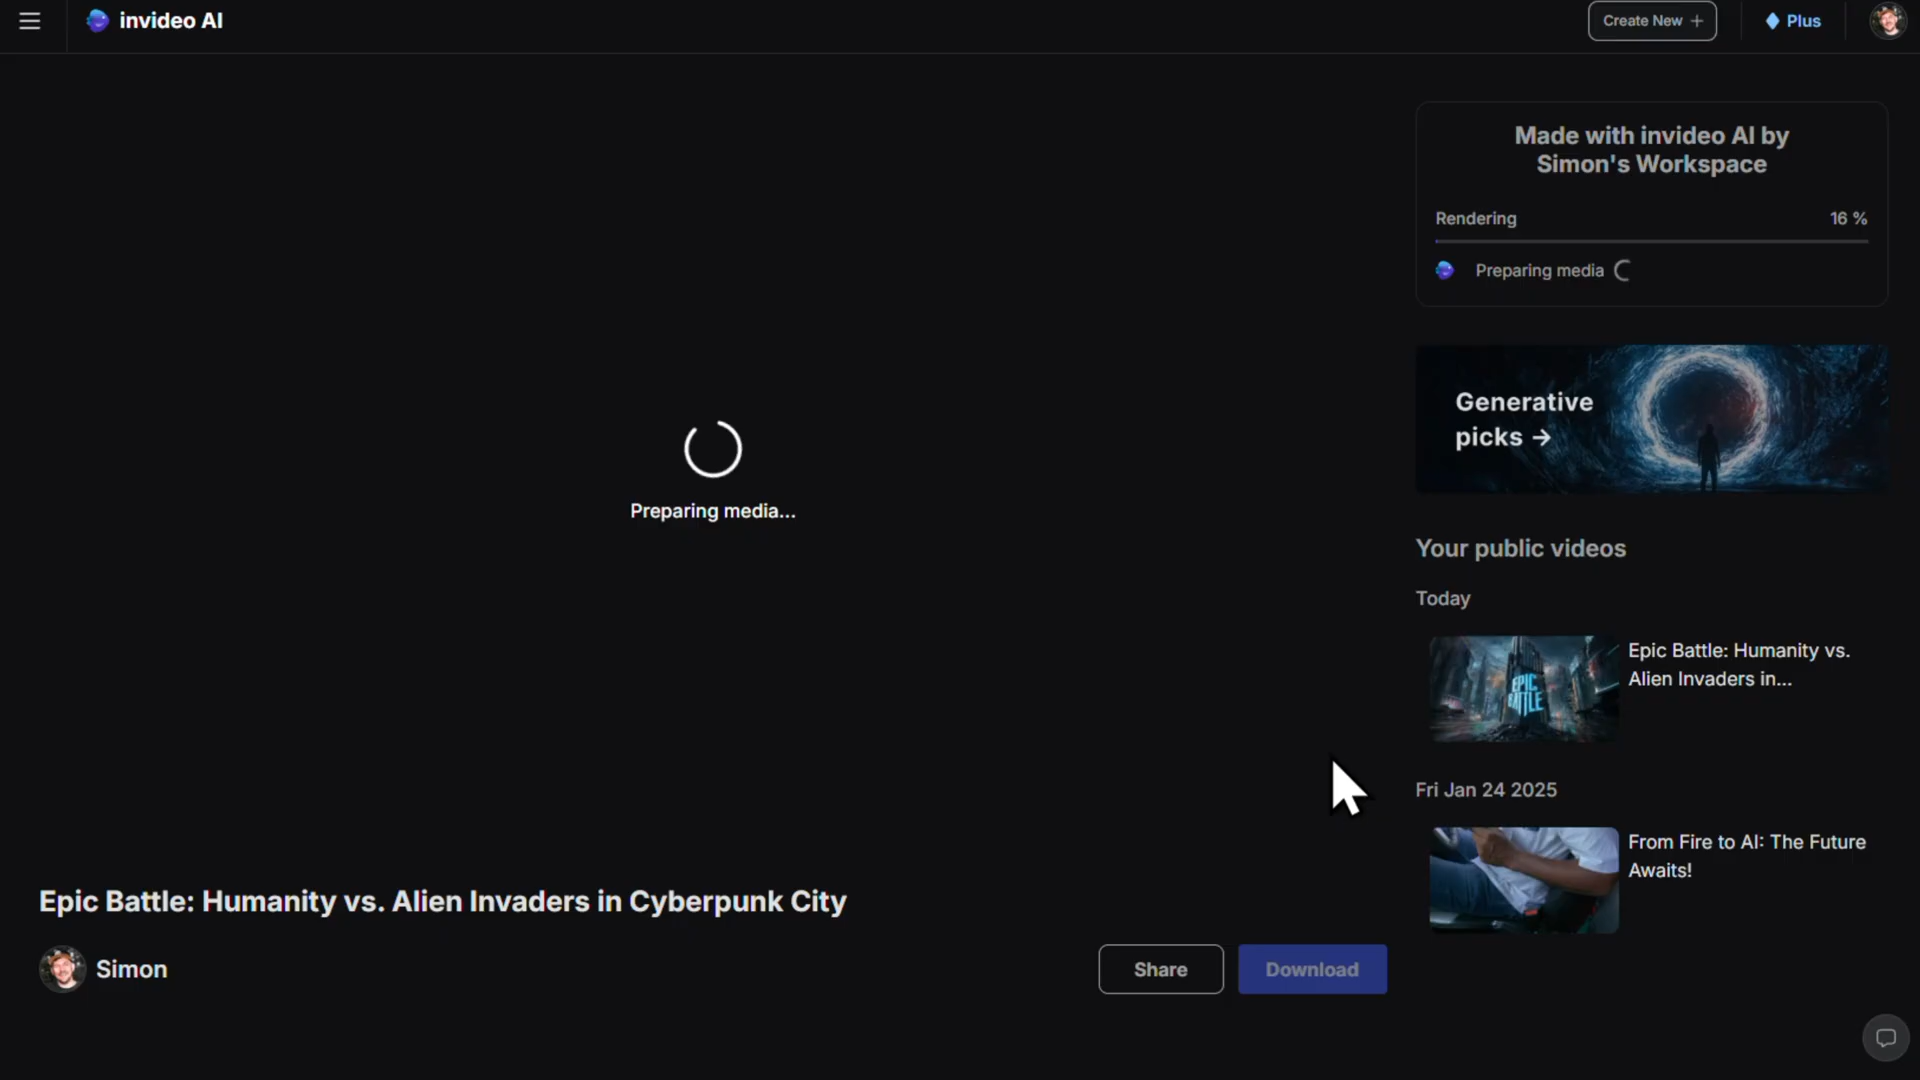 invideo AI
Create New +
Plus
Made with invideo AI by
Simon's Workspace
Rendering
16 %
Preparing media
Generative
picks →
Preparing media...
Your public videos
Today
EPIC
BATTLE
Epic Battle: Humanity vs.
Alien Invaders in...
Fri Jan 24 2025
From Fire to AI: The Future
Awaits!
Epic Battle: Humanity vs. Alien Invaders in Cyberpunk City
Simon
Share
Download